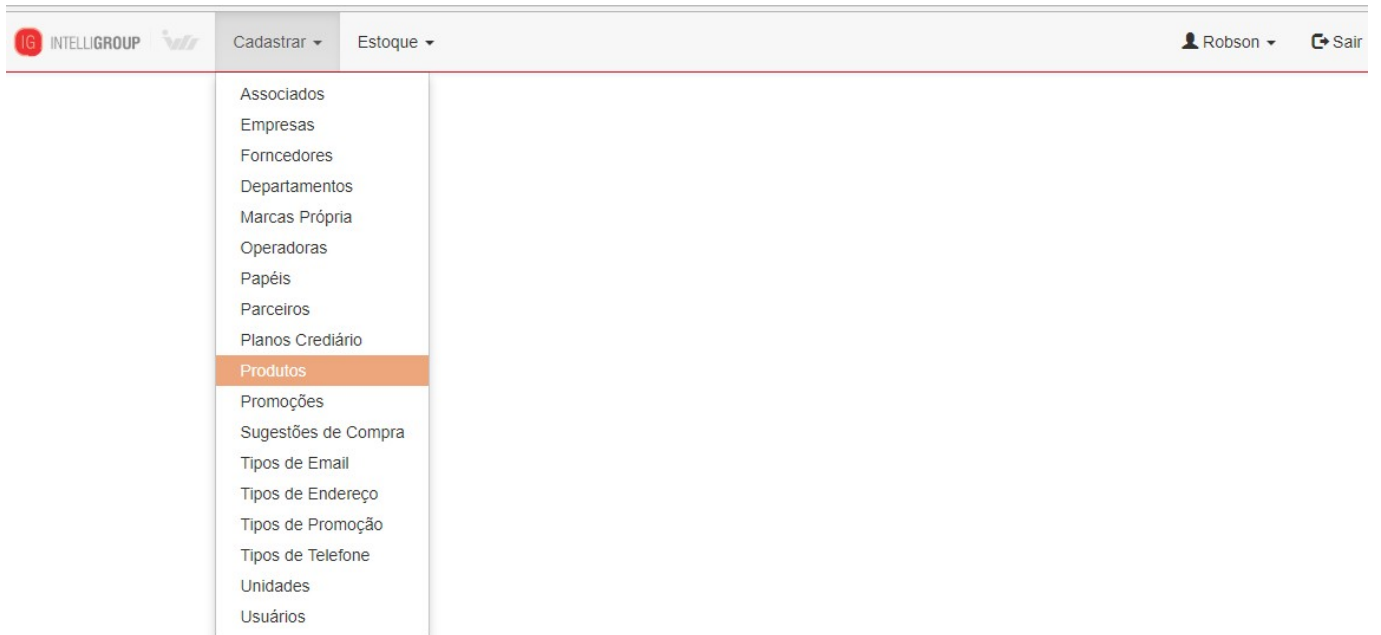 IG INTELLIGROUP Cadastrar Estoque Robson Sair
Associados
Empresas
Forncedores
Departamentos
Marcas Própria
Operadoras
Papéis
Parceiros
Planos Crediário
Produtos
Promoções
Sugestões de Compra
Tipos de Email
Tipos de Endereço
Tipos de Promoção
Tipos de Telefone
Unidades
Usuários